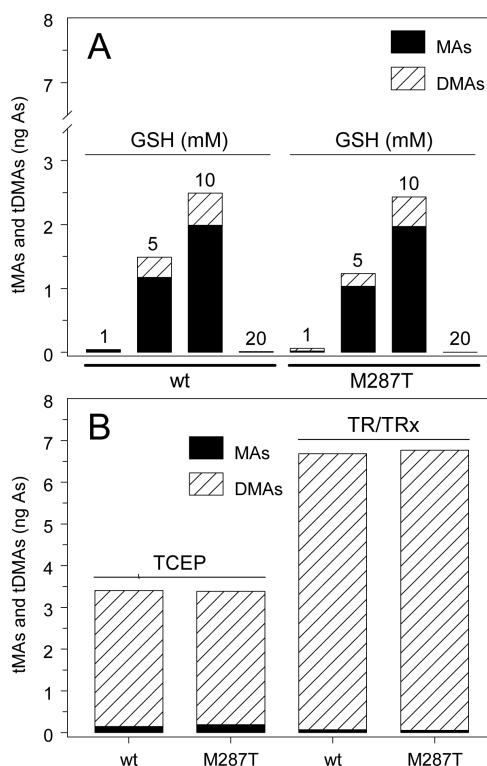 A
MAs
DMAs
tMAs and tDMAs (ng As)
8
7
3
2
1
0
GSH (mM)
GSH (mM)
1
5
10
20
1
5
10
20
wt
M287T
B
MAs
DMAs
TR/TRx
TCEP
tMAs and tDMAs (ng As)
8
7
6
5
4
3
2
1
0
wt
M287T
wt
M287T